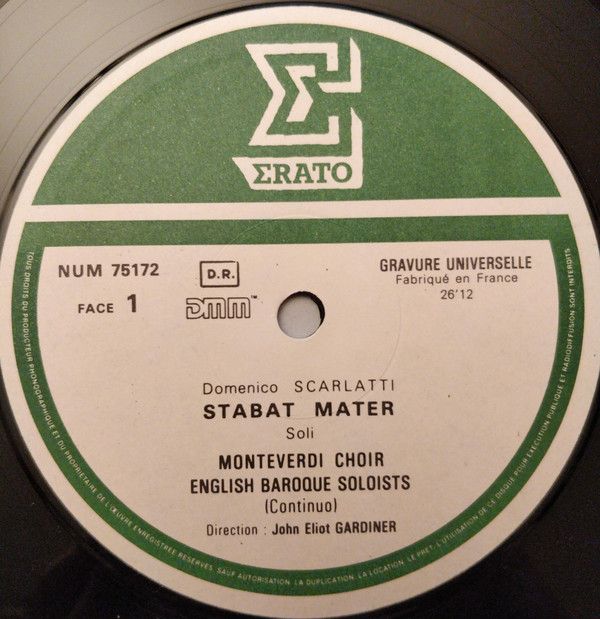 ΣRATO
NUM 75172
D.R.
GRAVURE UNIVERSELLE
Fabriqué en France
26'12
FACE 1
DMM™
Domenico SCARLATTI
STABAT MATER
Soli
MONTEVERDI CHOIR
ENGLISH BAROQUE SOLOISTS
(Continuo)
Direction : John Eliot GARDINER
TOUS DROITS DU PRODUCTEUR PHONOGRAPHIQUE ET DU PROPRIETAIRE DE L'ŒUVRE ENREGISTREE RESERVES. SAUF AUTORISATION, LA DUPLICATION, LA LOCATION, LE PRET, L'UTILISATION DE CE DISQUE POUR EXECUTION PUBLIQUE ET RADIODIFFUSION SONT INTERDITS